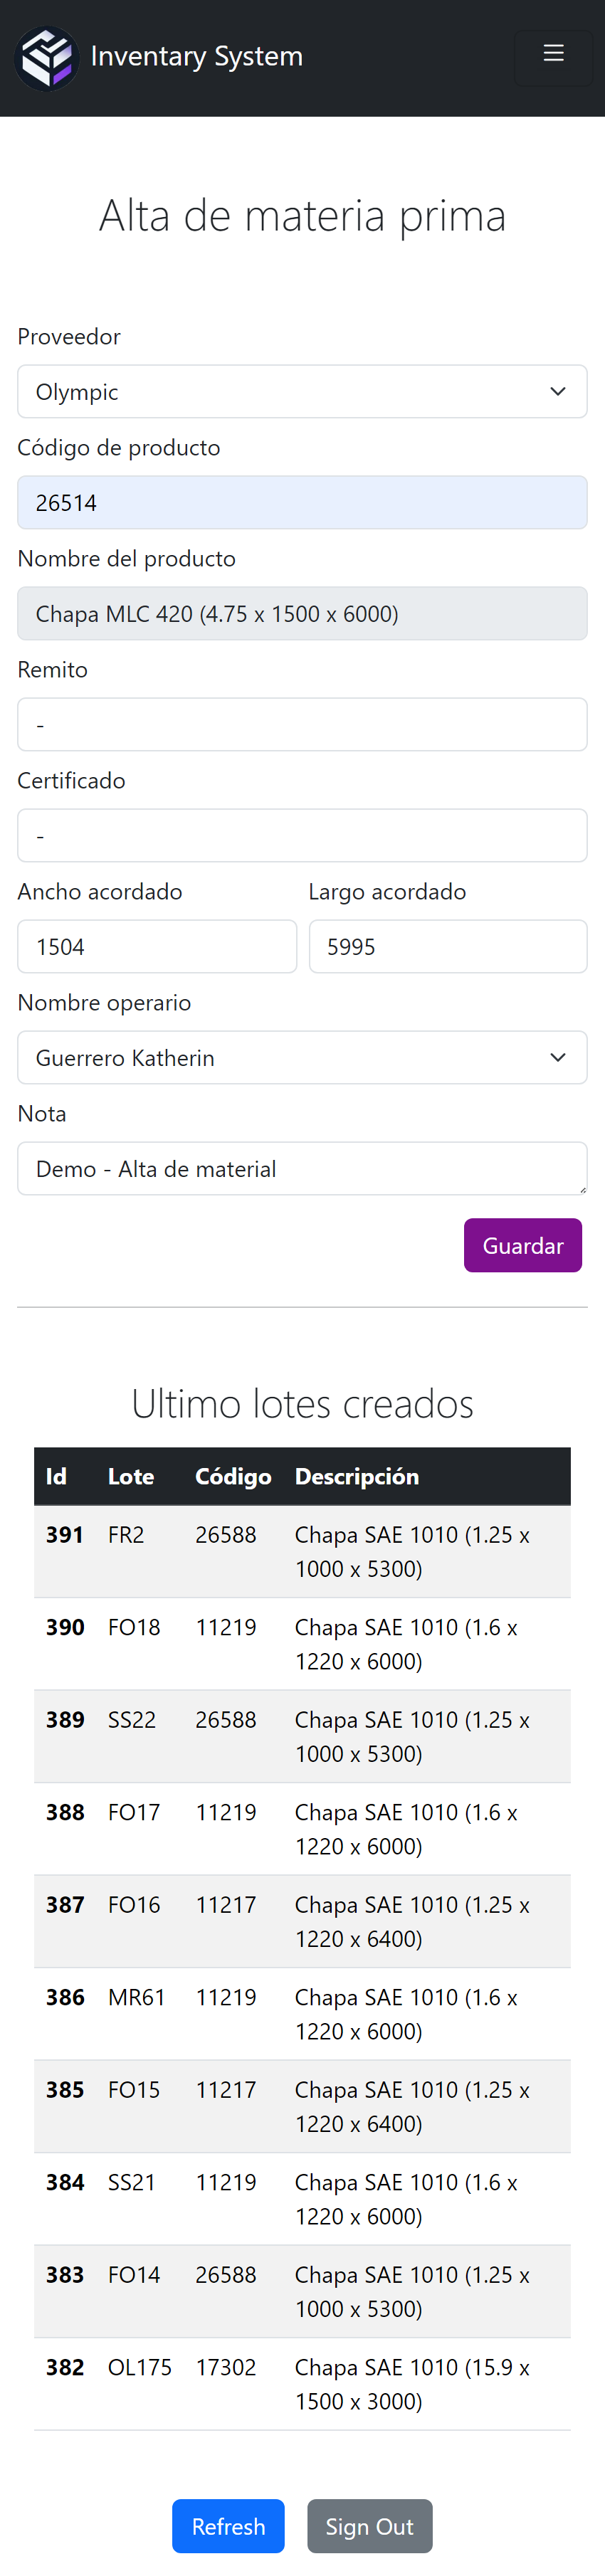 Inventary System
Alta de materia prima
Proveedor
Olympic
Código de producto
26514
Nombre del producto
Chapa MLC 420 (4.75 x 1500 x 6000)
Remito
-
Certificado
-
Ancho acordado Largo acordado
1504 5995
Nombre operario
Guerrero Katherin
Nota
Demo - Alta de material
Guardar
Ultimo lotes creados
Id Lote Código Descripción
391 FR2 26588 Chapa SAE 1010 (1.25 x
1000 x 5300)
390 FO18 11219 Chapa SAE 1010 (1.6 x
1220 x 6000)
389 SS22 26588 Chapa SAE 1010 (1.25 x
1000 x 5300)
388 FO17 11219 Chapa SAE 1010 (1.6 x
1220 x 6000)
387 FO16 11217 Chapa SAE 1010 (1.25 x
1220 x 6400)
386 MR61 11219 Chapa SAE 1010 (1.6 x
1220 x 6000)
385 FO15 11217 Chapa SAE 1010 (1.25 x
1220 x 6400)
384 SS21 11219 Chapa SAE 1010 (1.6 x
1220 x 6000)
383 FO14 26588 Chapa SAE 1010 (1.25 x
1000 x 5300)
382 OL175 17302 Chapa SAE 1010 (15.9 x
1500 x 3000)
Refresh Sign Out